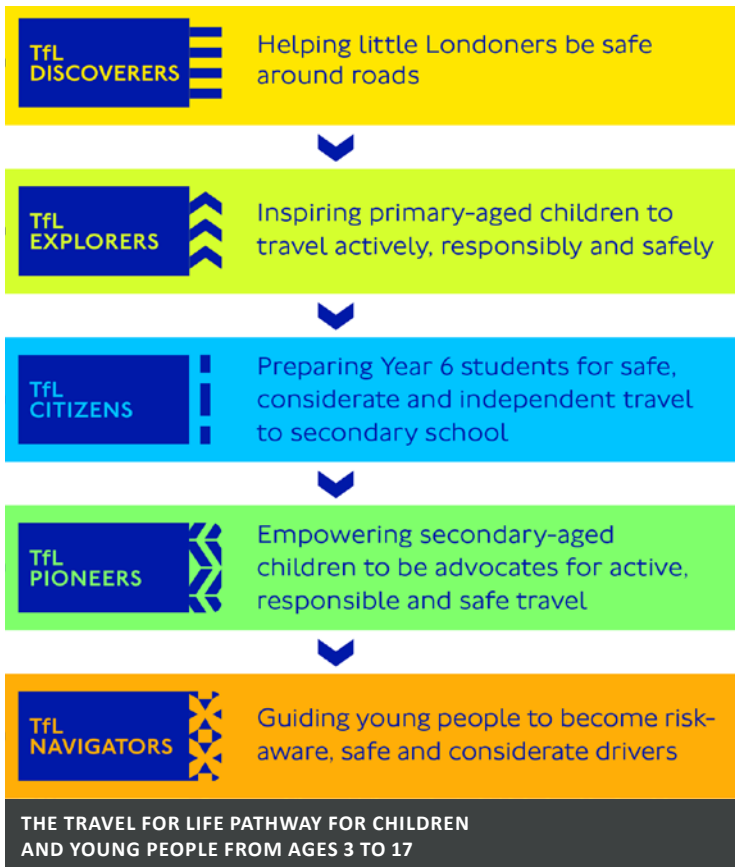 TfL
DISCOVERERS
Helping little Londoners be safe
around roads
TfL
EXPLORERS
Inspiring primary-aged children to
travel actively, responsibly and safely
TfL
CITIZENS
Preparing Year 6 students for safe,
considerate and independent travel
to secondary school
TfL
PIONEERS
Empowering secondary-aged
children to be advocates for active,
responsible and safe travel
TfL
NAVIGATORS
Guiding young people to become risk-
aware, safe and considerate drivers
THE TRAVEL FOR LIFE PATHWAY FOR CHILDREN
AND YOUNG PEOPLE FROM AGES 3 TO 17